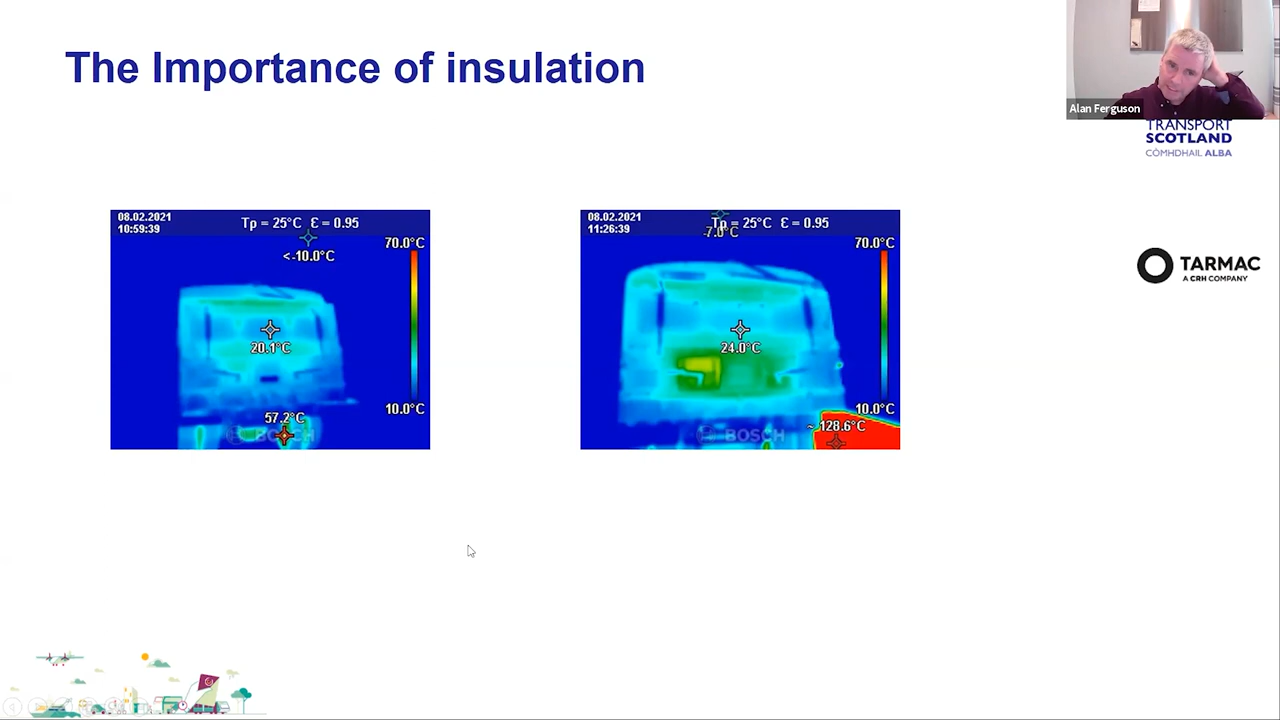 The Importance of insulation
Alan Ferguson
TRANSPORT
SCOTLAND
CÒMHDHAIL ALBA
TARMAC
A CRH COMPANY
08.02.2021
10:59:39
Tp = 25°C Ɛ = 0.95
70.0°C
<-10.0°C
20.1°C
10.0°C
57.2°C
BOSCH
08.02.2021
11:26:39
Tp = 25°C Ɛ = 0.95
-7.0°C
70.0°C
24.0°C
10.0°C
~ 128.6°C
BOSCH